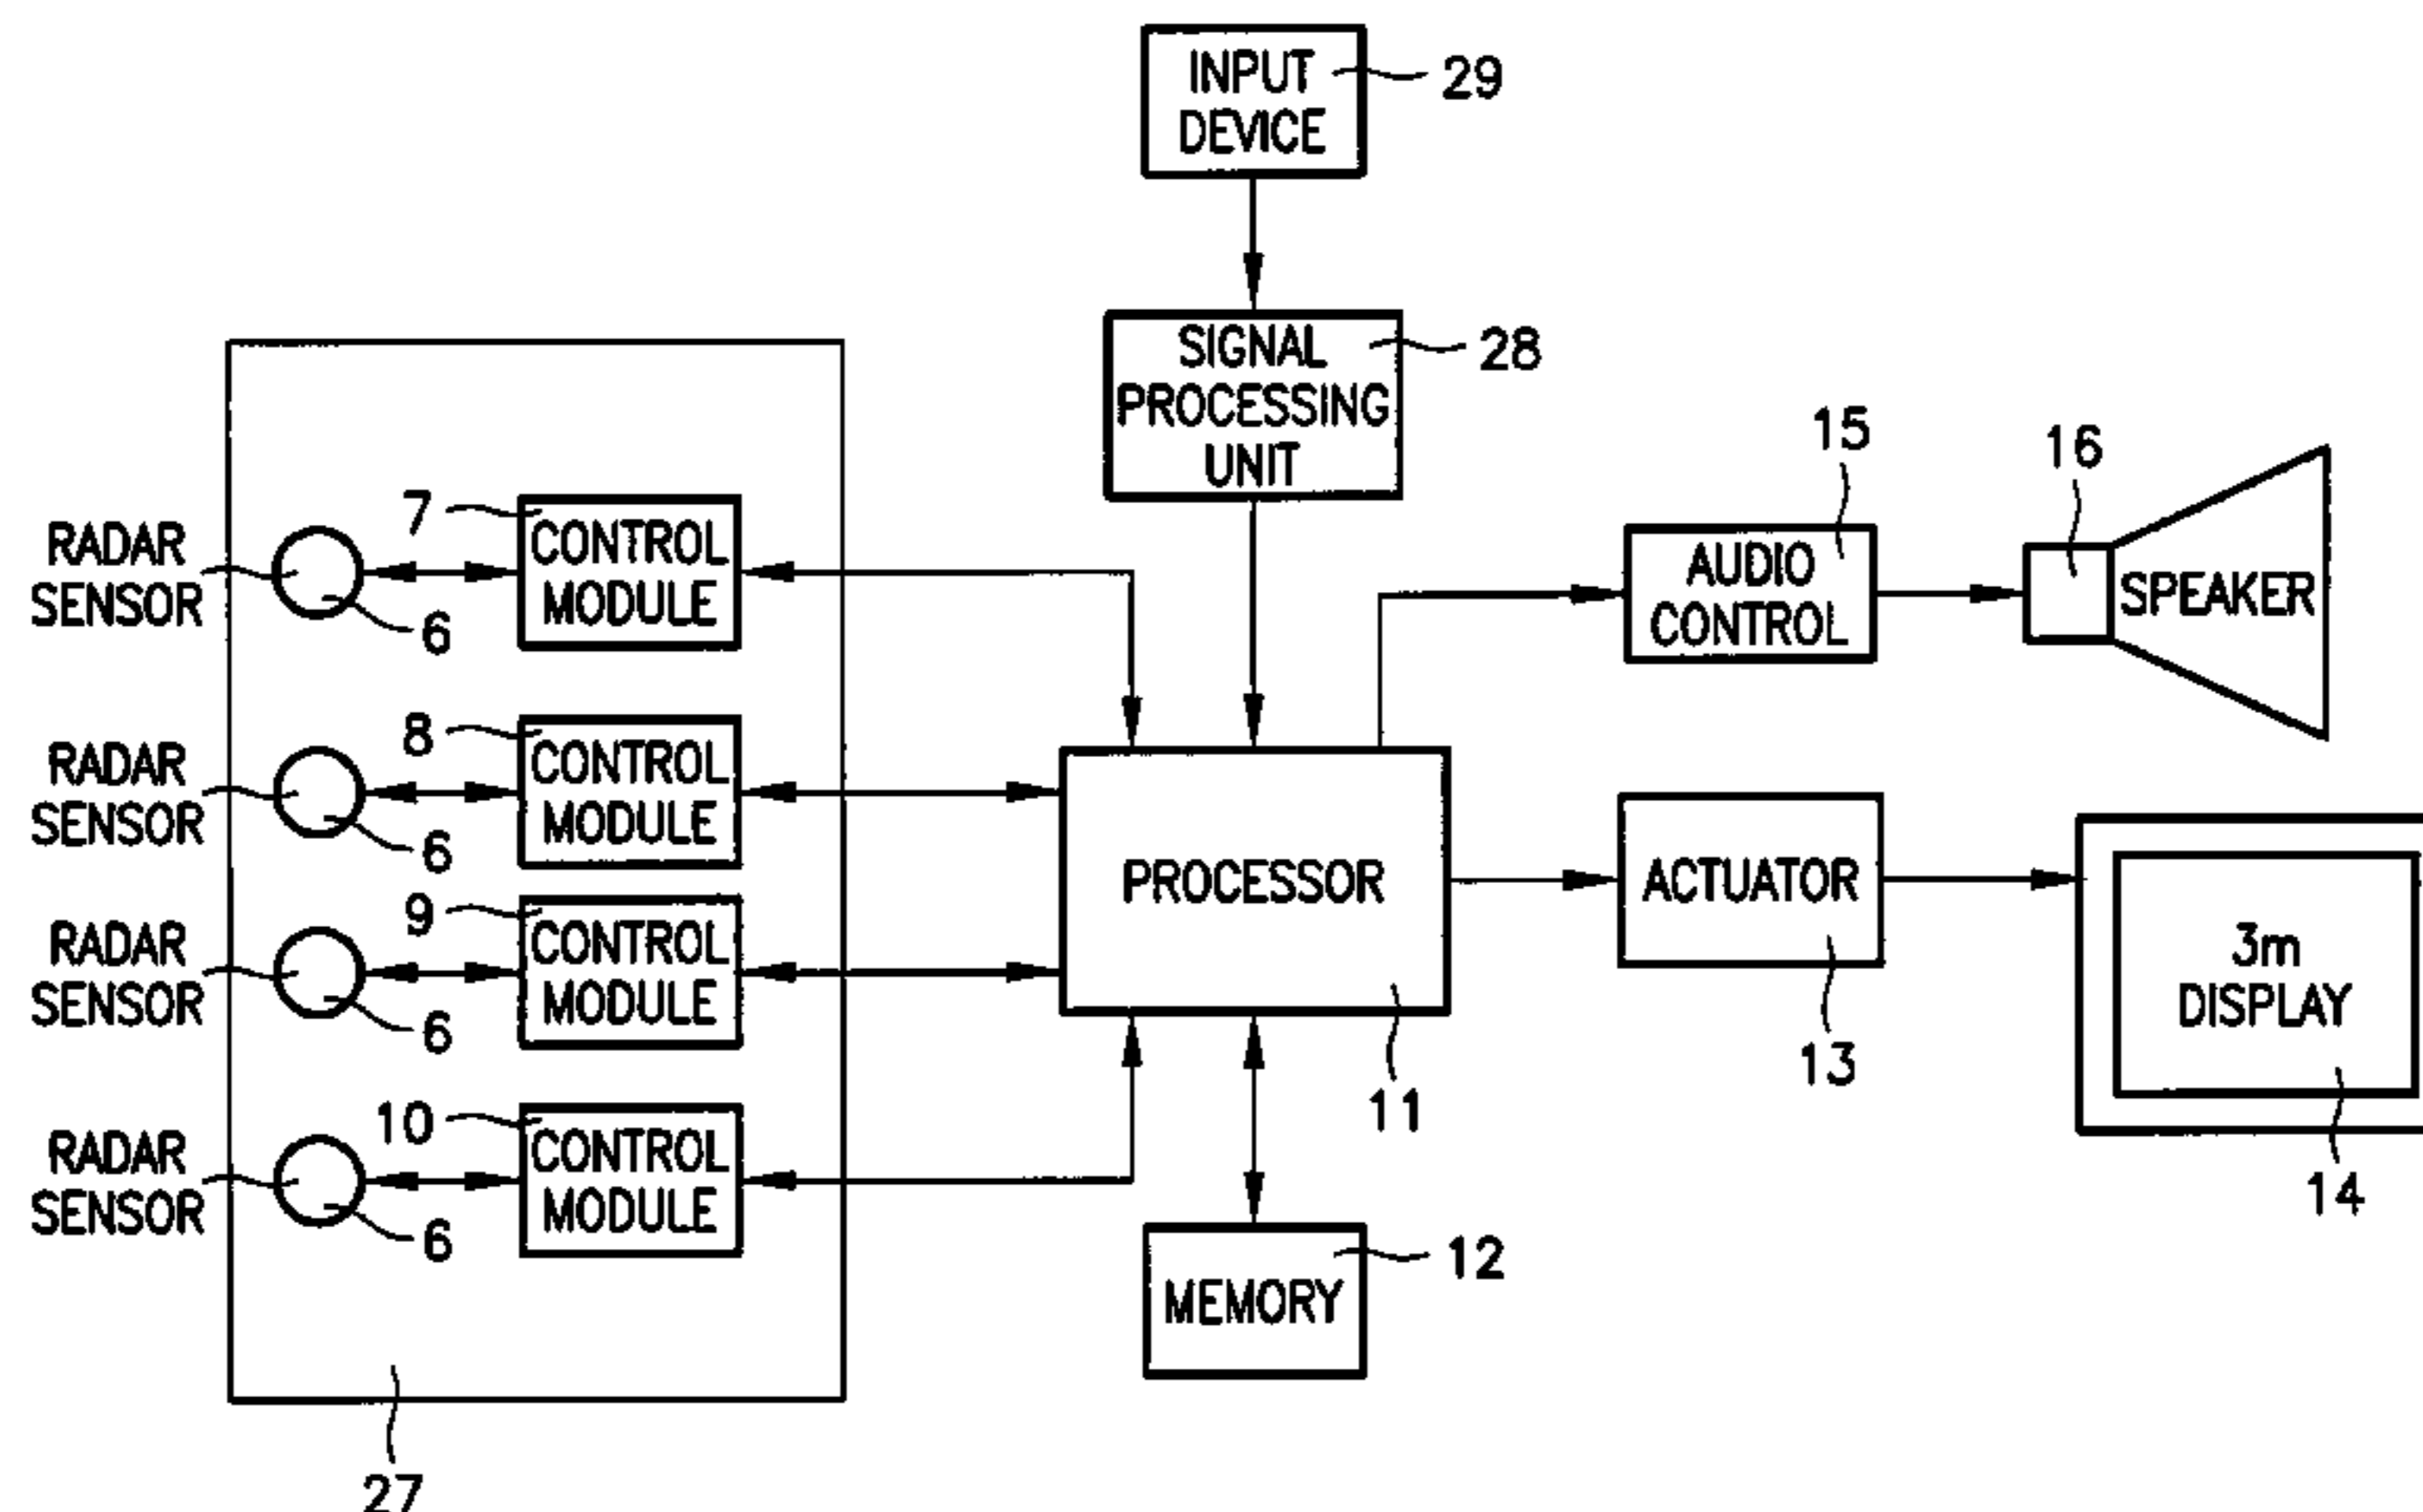 INPUT
DEVICE
29
SIGNAL
PROCESSING
UNIT
28
RADAR
SENSOR
6
7
CONTROL
MODULE
RADAR
SENSOR
6
8
CONTROL
MODULE
RADAR
SENSOR
6
9
CONTROL
MODULE
RADAR
SENSOR
6
10
CONTROL
MODULE
27
PROCESSOR
11
MEMORY
12
AUDIO
CONTROL
15
16
SPEAKER
ACTUATOR
13
3m
DISPLAY
14